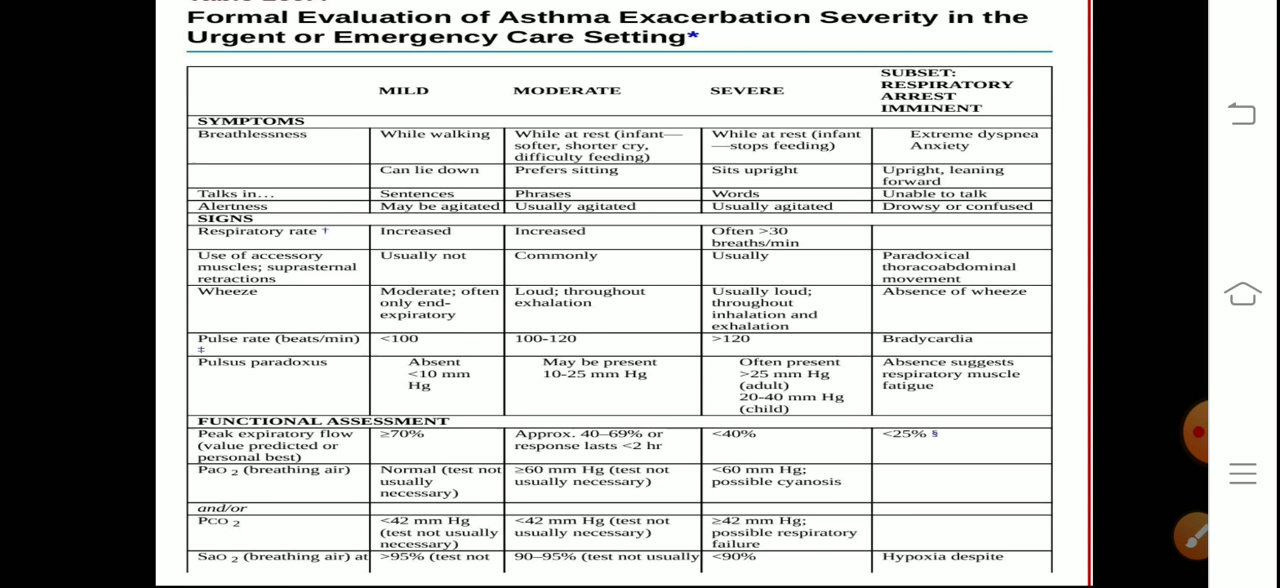 Formal Evaluation of Asthma Exacerbation Severity in the
Urgent or Emergency Care Setting*
MILD MODERATE SEVERE SUBSET: RESPIRATORY ARREST IMMINENT
SYMPTOMS
Breathlessness While walking While at rest (infant—softer, shorter cry, difficulty feeding) While at rest (infant—stops feeding) Extreme dyspnea Anxiety
Can lie down Prefers sitting Sits upright Upright, leaning forward
Talks in… Sentences Phrases Words Unable to talk
Alertness May be agitated Usually agitated Usually agitated Drowsy or confused
SIGNS
Respiratory rate † Increased Increased Often >30 breaths/min
Use of accessory muscles; suprasternal retractions Usually not Commonly Usually Paradoxical thoracoabdominal movement
Wheeze Moderate; often only end-expiratory Loud; throughout exhalation Usually loud; throughout inhalation and exhalation Absence of wheeze
Pulse rate (beats/min) ‡ <100 100-120 >120 Bradycardia
Pulsus paradoxus Absent <10 mm Hg May be present 10-25 mm Hg Often present >25 mm Hg (adult) 20-40 mm Hg (child) Absence suggests respiratory muscle fatigue
FUNCTIONAL ASSESSMENT
Peak expiratory flow (value predicted or personal best) ≥70% Approx. 40–69% or response lasts <2 hr <40% <25% §
PaO 2 (breathing air) Normal (test not usually necessary) ≥60 mm Hg (test not usually necessary) <60 mm Hg; possible cyanosis
and/or
PCO 2 <42 mm Hg (test not usually necessary) <42 mm Hg (test not usually necessary) ≥42 mm Hg; possible respiratory failure
SaO 2 (breathing air) at >95% (test not 90–95% (test not usually <90% Hypoxia despite